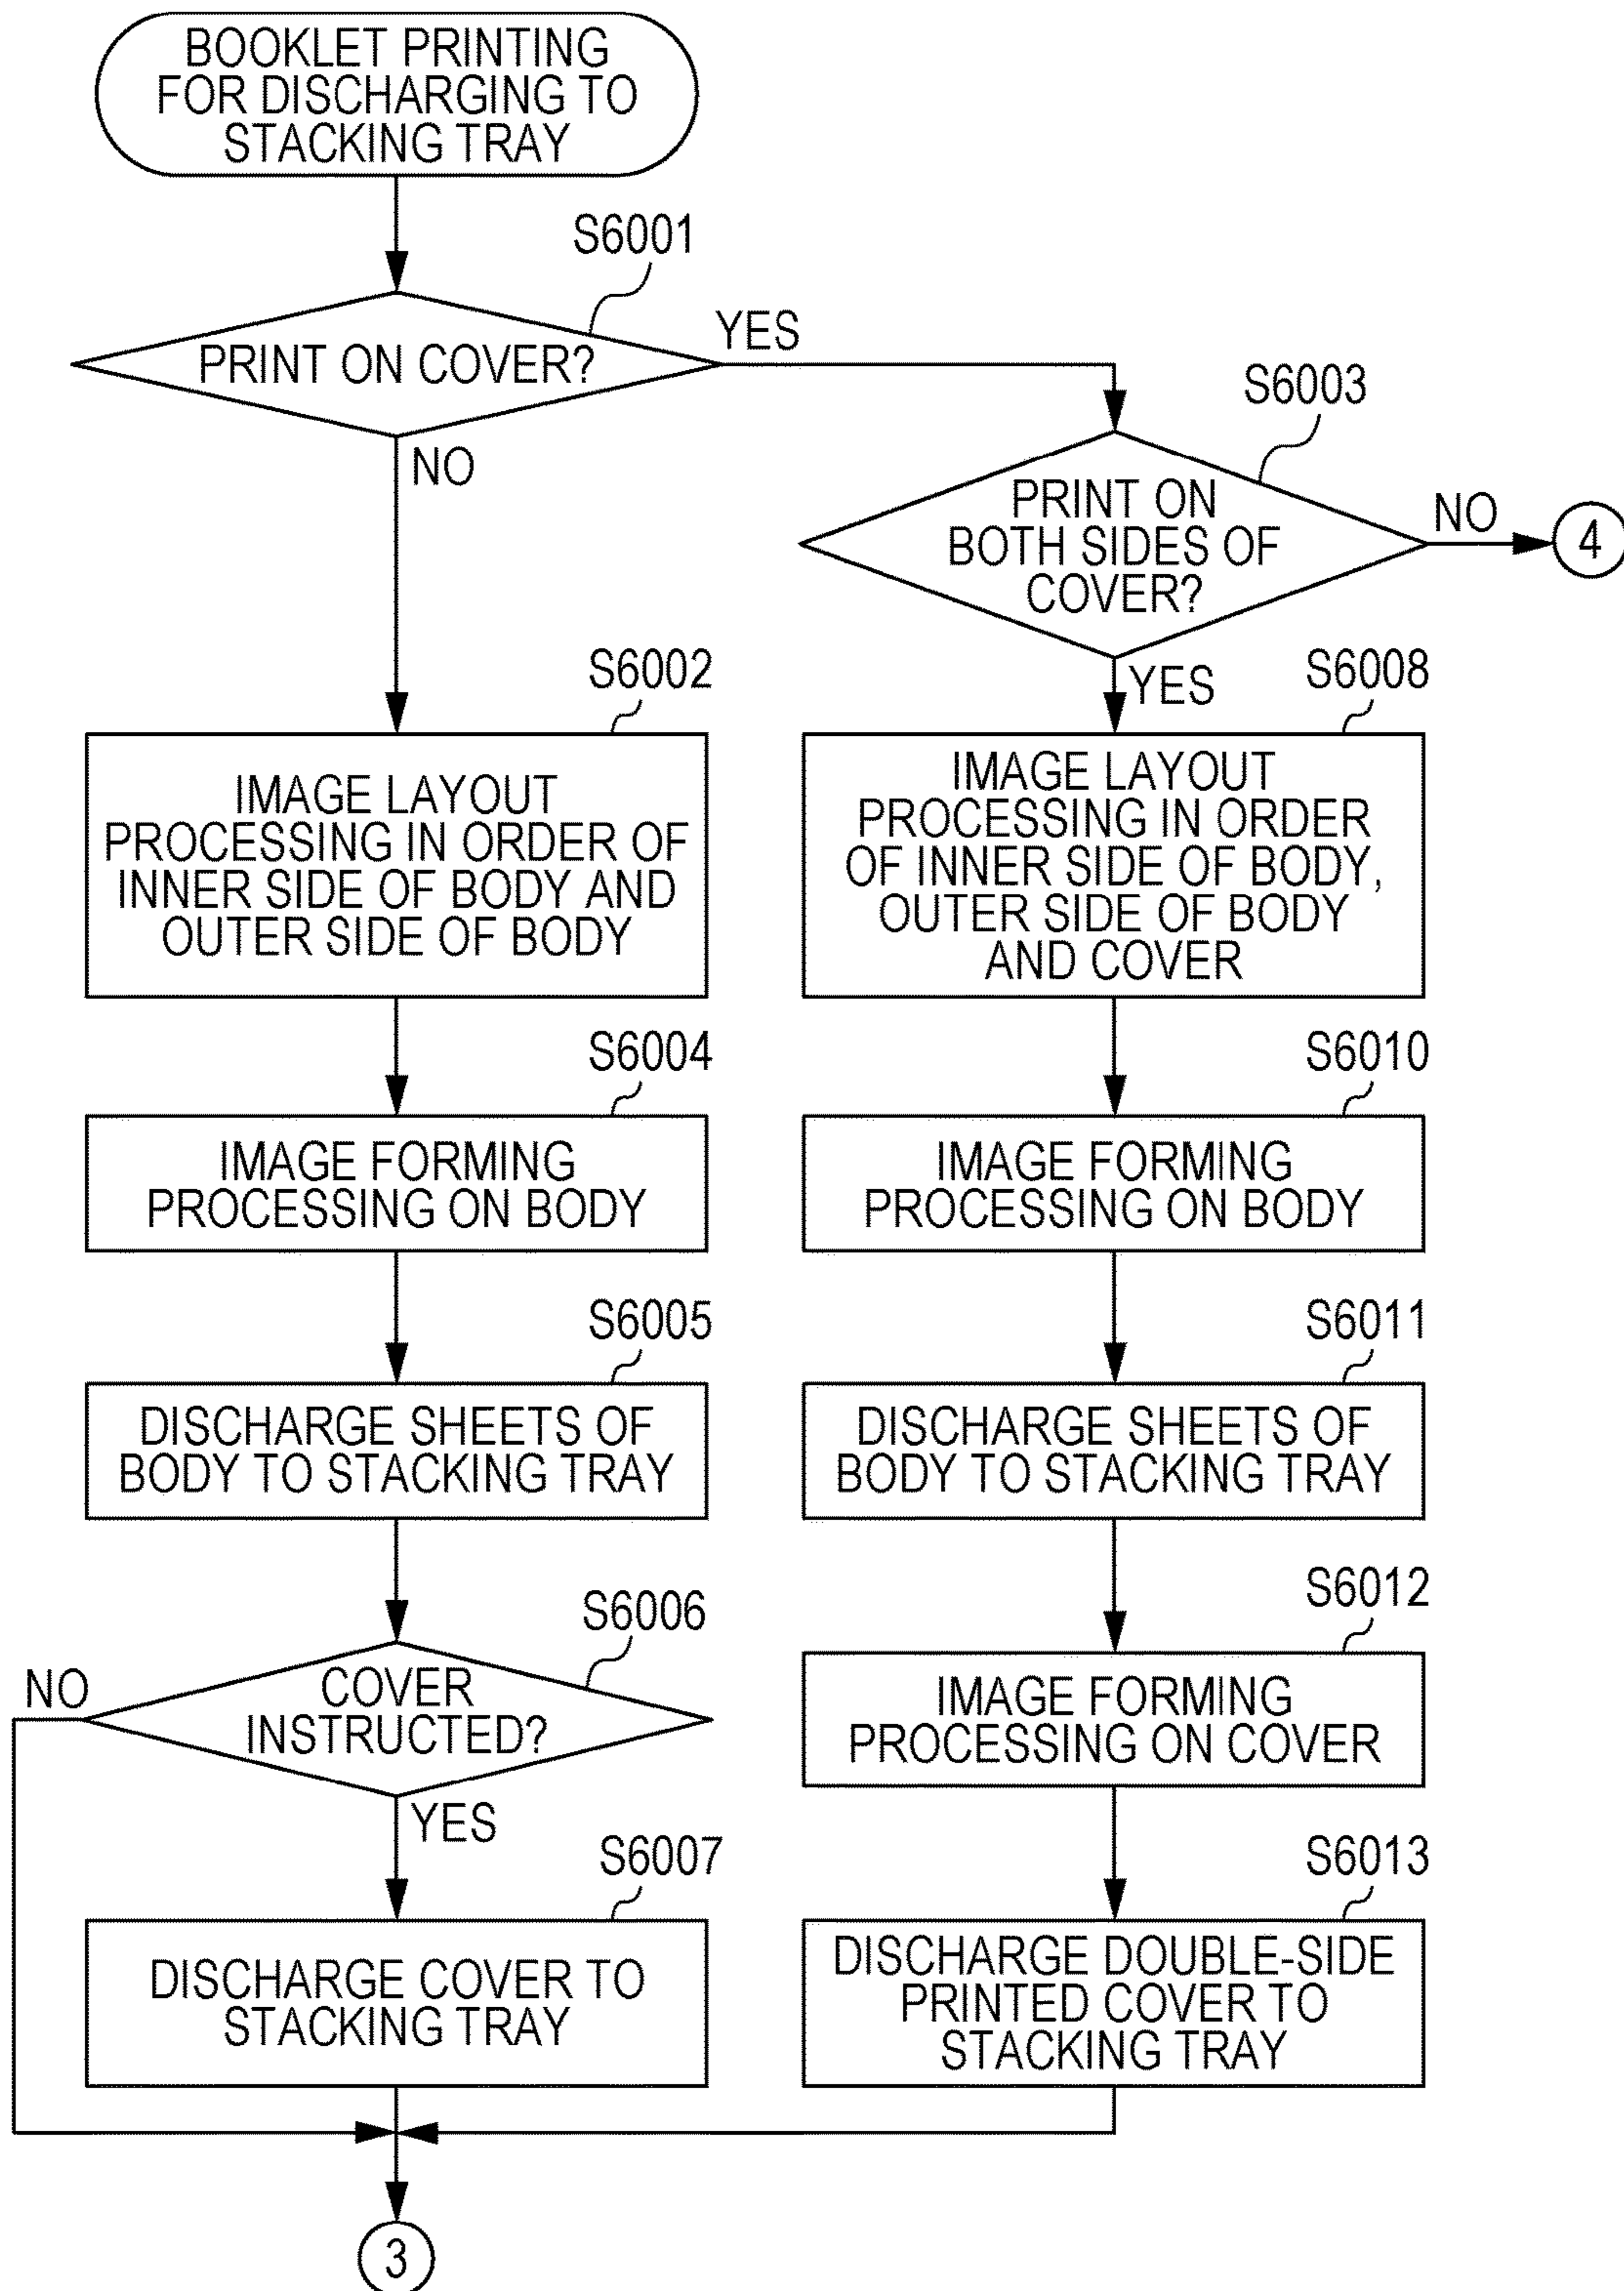 BOOKLET PRINTING
FOR DISCHARGING TO
STACKING TRAY
S6001
PRINT ON COVER?
YES
NO
S6003
PRINT ON
BOTH SIDES OF
COVER?
NO
4
YES
S6002
IMAGE LAYOUT
PROCESSING IN ORDER OF
INNER SIDE OF BODY AND
OUTER SIDE OF BODY
S6008
IMAGE LAYOUT
PROCESSING IN ORDER
OF INNER SIDE OF BODY,
OUTER SIDE OF BODY
AND COVER
S6004
IMAGE FORMING
PROCESSING ON BODY
S6010
IMAGE FORMING
PROCESSING ON BODY
S6005
DISCHARGE SHEETS OF
BODY TO STACKING TRAY
S6011
DISCHARGE SHEETS OF
BODY TO STACKING TRAY
S6006
COVER
INSTRUCTED?
NO
YES
S6012
IMAGE FORMING
PROCESSING ON COVER
S6007
DISCHARGE COVER TO
STACKING TRAY
S6013
DISCHARGE DOUBLE-SIDE
PRINTED COVER TO
STACKING TRAY
3